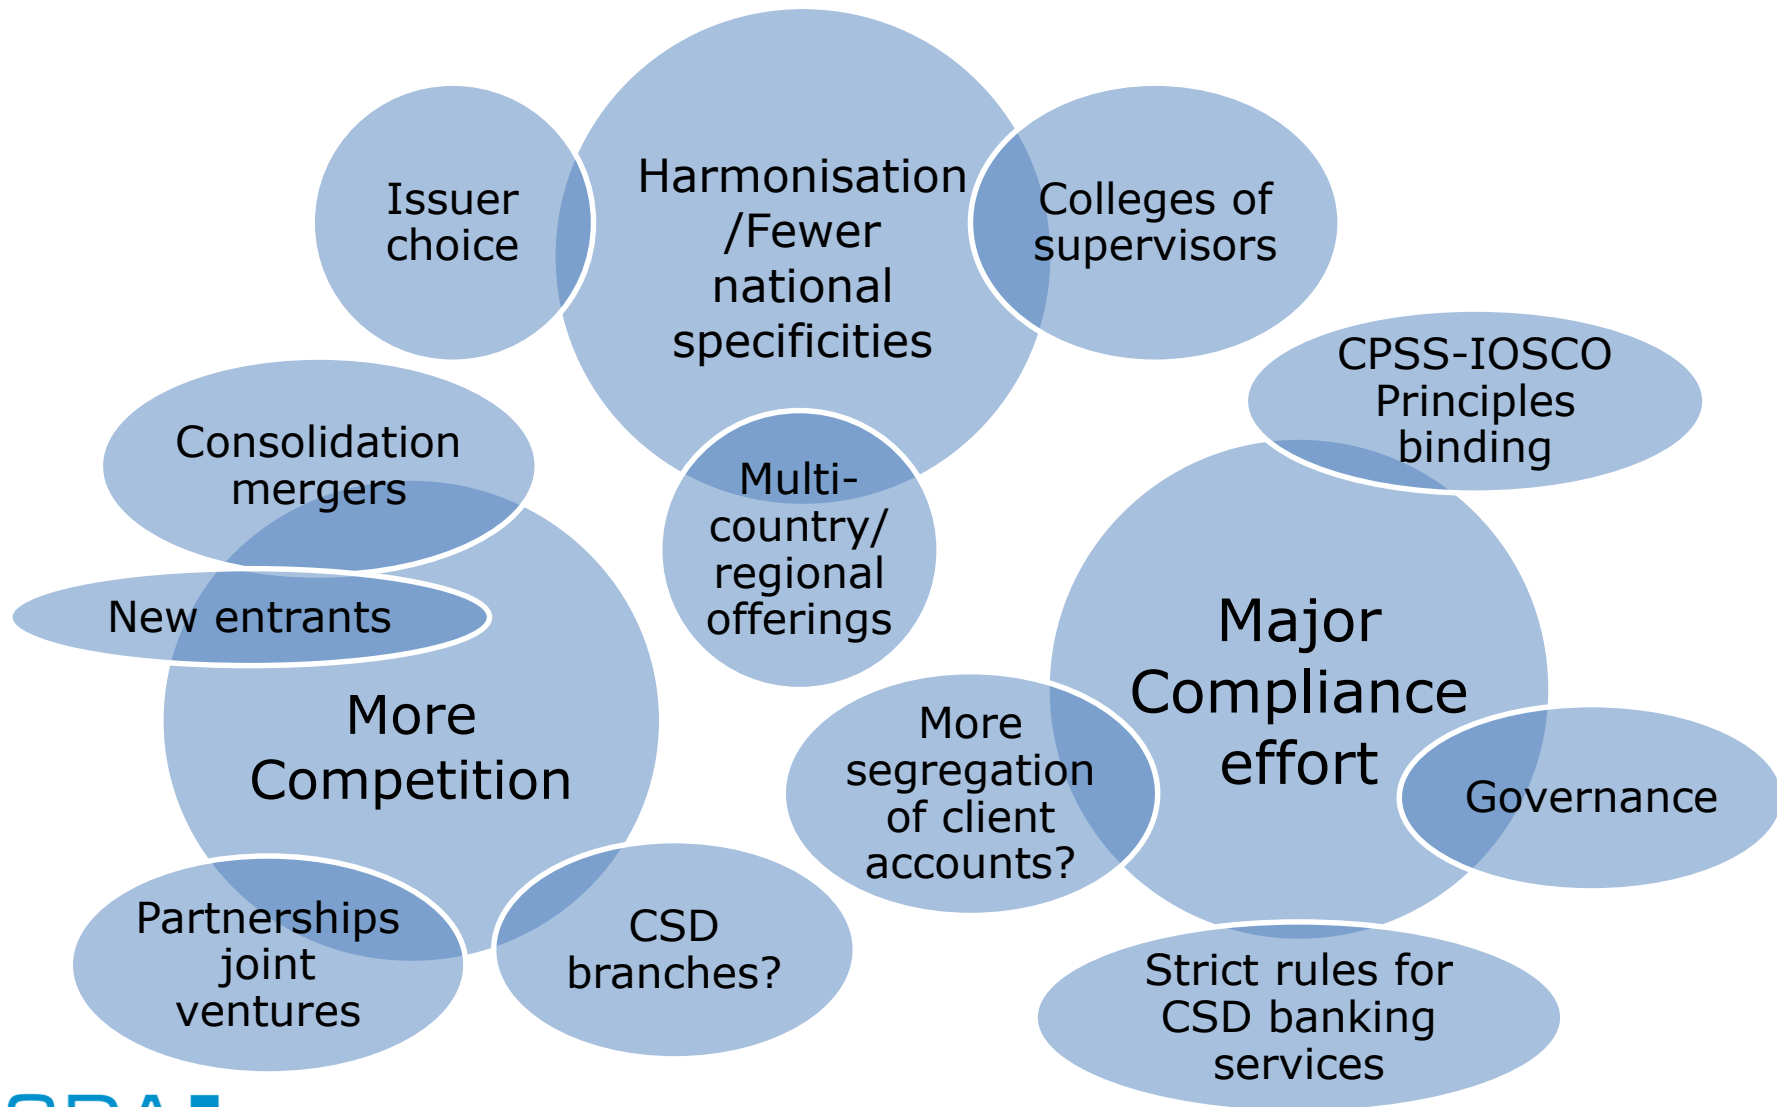 Issuer
choice
Harmonisation
/Fewer
national
specificities
Colleges of
supervisors
CPSS-IOSCO
Principles
binding
Consolidation
mergers
Multi-
country/
regional
offerings
New entrants
More
Competition
Major
Compliance
effort
More
segregation
of client
accounts?
Governance
Partnerships
joint
ventures
CSD
branches?
Strict rules for
CSD banking
services